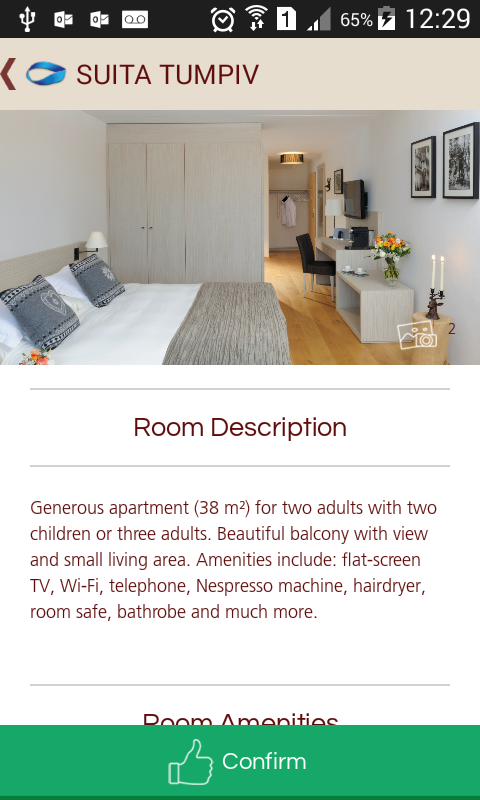 1 65% 12:29
SUITA TUMPIV
2
Room Description
Generous apartment (38 m²) for two adults with two
children or three adults. Beautiful balcony with view
and small living area. Amenities include: flat-screen
TV, Wi-Fi, telephone, Nespresso machine, hairdryer,
room safe, bathrobe and much more.
Room Amenities
Confirm